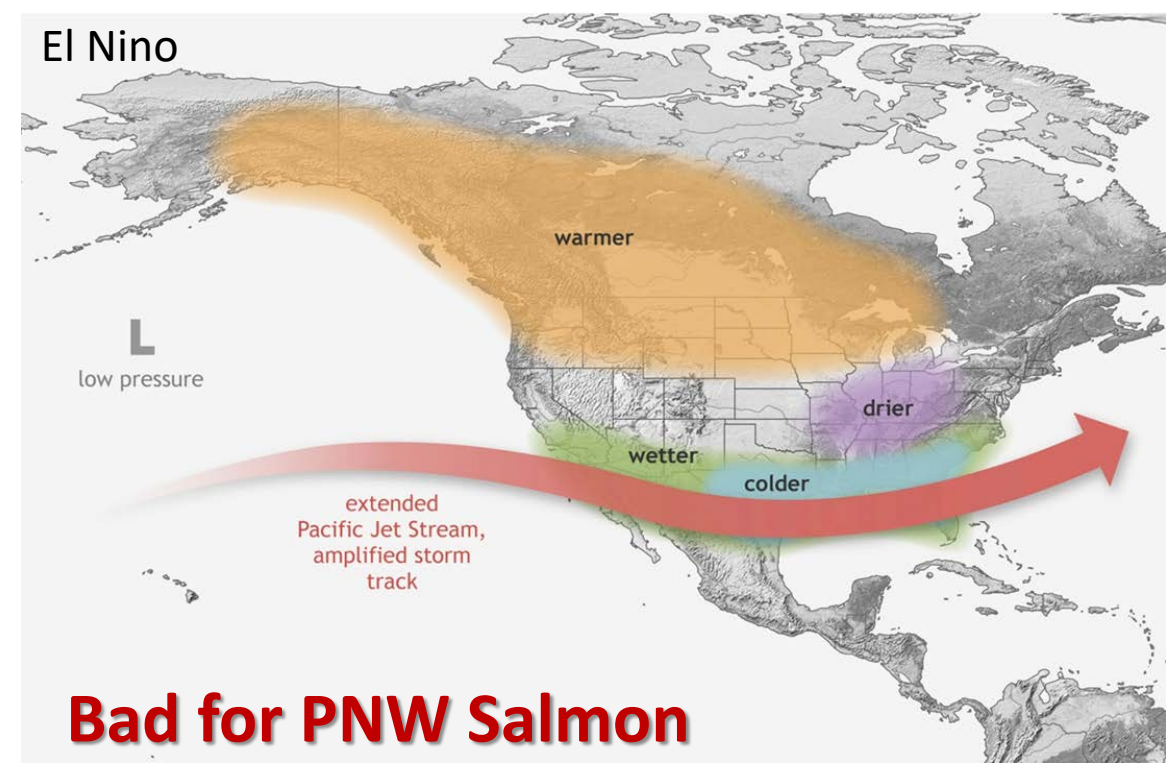 El Nino
warmer
L
low pressure
drier
wetter
colder
extended
Pacific Jet Stream,
amplified storm
track
Bad for PNW Salmon